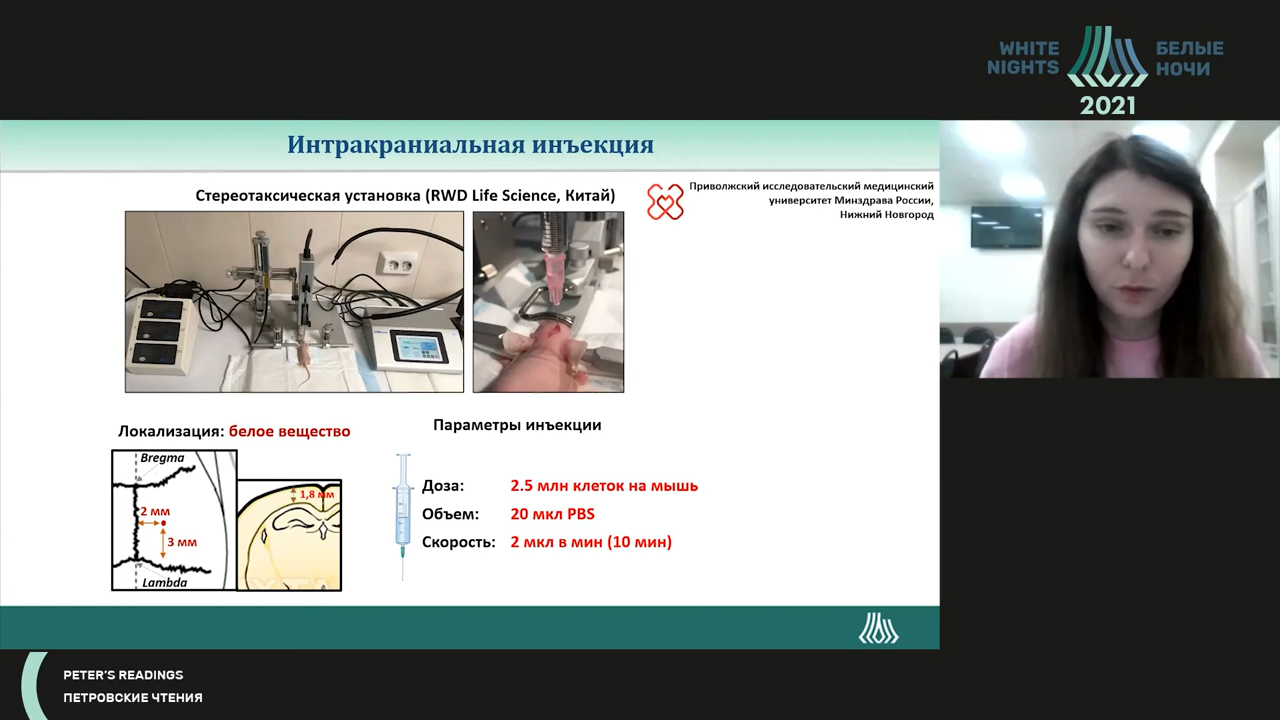 WHITE
NIGHTS
БЕЛЫЕ
НОЧИ
2021
Интракраниальная инъекция
Стереотаксическая установка (RWD Life Science, Китай)
Приволжский исследовательский медицинский
университет Минздрава России,
Нижний Новгород
Локализация: белое вещество
Bregma
2 мм
3 мм
Lambda
1,8 мм
Параметры инъекции
Доза: 2.5 млн клеток на мышь
Объем: 20 мкл PBS
Скорость: 2 мкл в мин (10 мин)
PETER'S READINGS
ПЕТРОВСКИЕ ЧТЕНИЯ